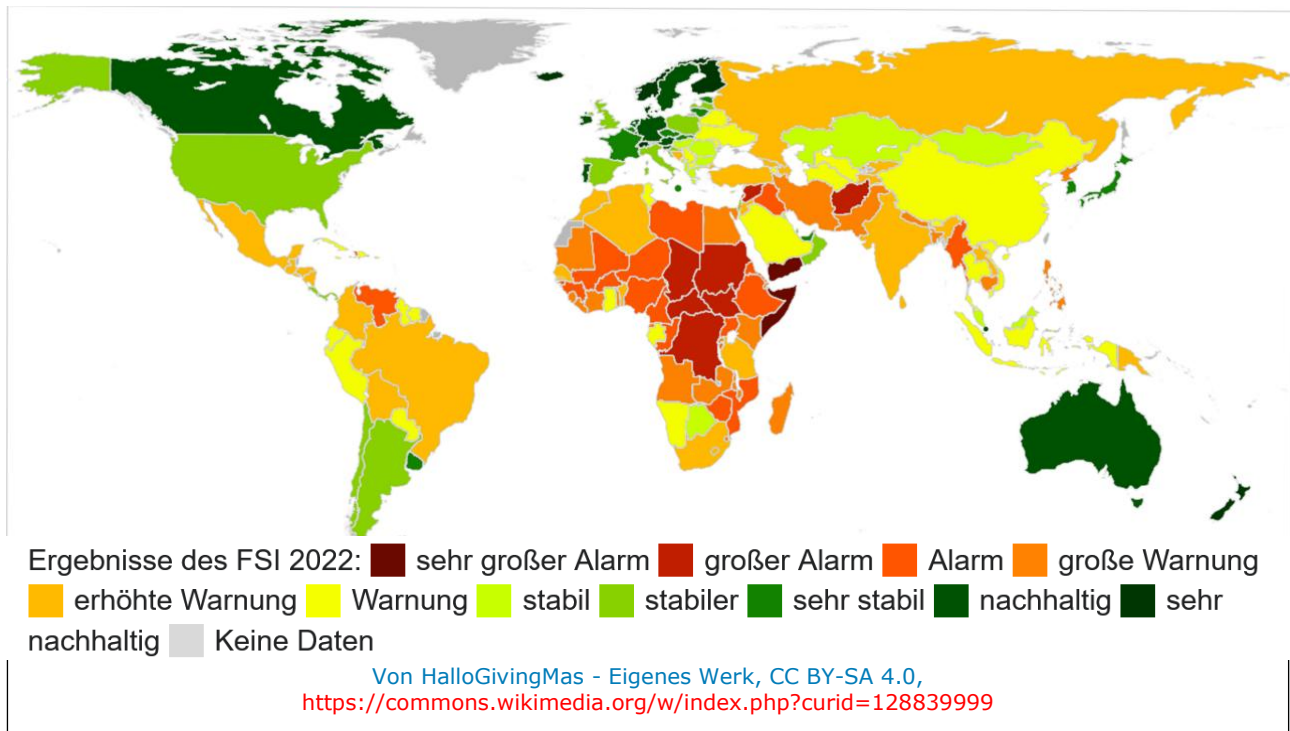 Ergebnisse des FSI 2022: sehr großer Alarm großer Alarm Alarm große Warnung
erhöhte Warnung Warnung stabil stabiler sehr stabil nachhaltig sehr
nachhaltig Keine Daten
Von HalloGivingMas - Eigenes Werk, CC BY-SA 4.0,
https://commons.wikimedia.org/w/index.php?curid=128839999